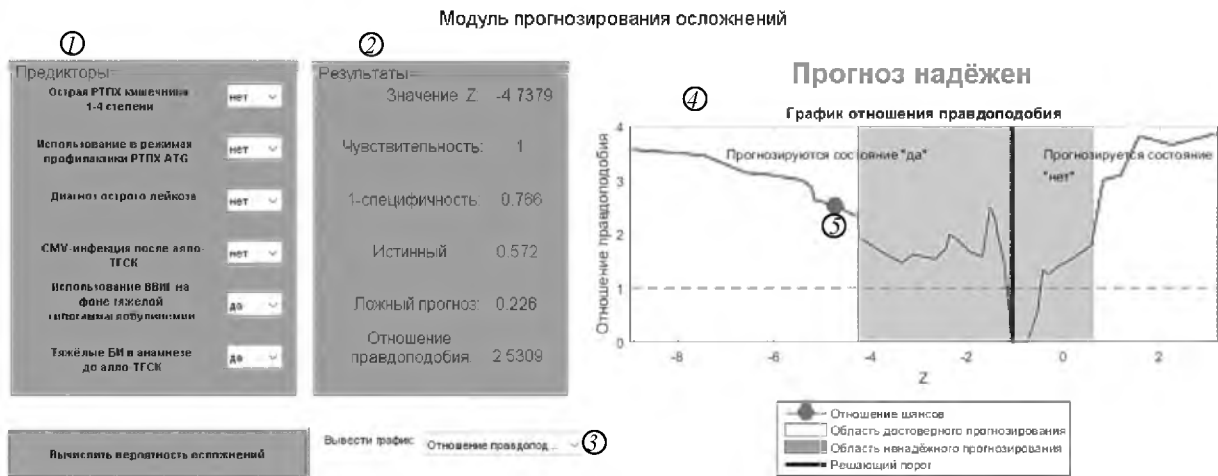 Модуль прогнозирования осложнений
1
2
Предикторы
Острая РТПХ кишечника
1-4 степени
нет
Использование в режимах
профилактики РТПХ ATG
нет
Диагноз острого лейкоза
нет
CMV-инфекция после алло-
ТГСК
нет
Использование ВВИГ на
фоне тяжелой
гипогаммаглобулинемии
да
Тяжёлые БИ в анамнезе
до алло-ТГСК
да
Вычислить вероятность осложнений
Результаты
Значение Z: -4.7379
Чувствительность: 1
1-специфичность: 0.766
Истинный 0.572
Ложный прогноз: 0.226
Отношение
правдоподобия: 2.5309
Вывести график: Отношение правдопод... 3
Прогноз надёжен
4
График отношения правдоподобия
Отношение правдоподобия
4
3
2
1
0
Прогнозируются состояние "да"
Прогнозируется состояние
"нет"
5
-8 -6 -4 -2 0 2
Z
Отношение шансов
Область достоверного прогнозирования
Область ненадёжного прогнозирования
Решающий порог